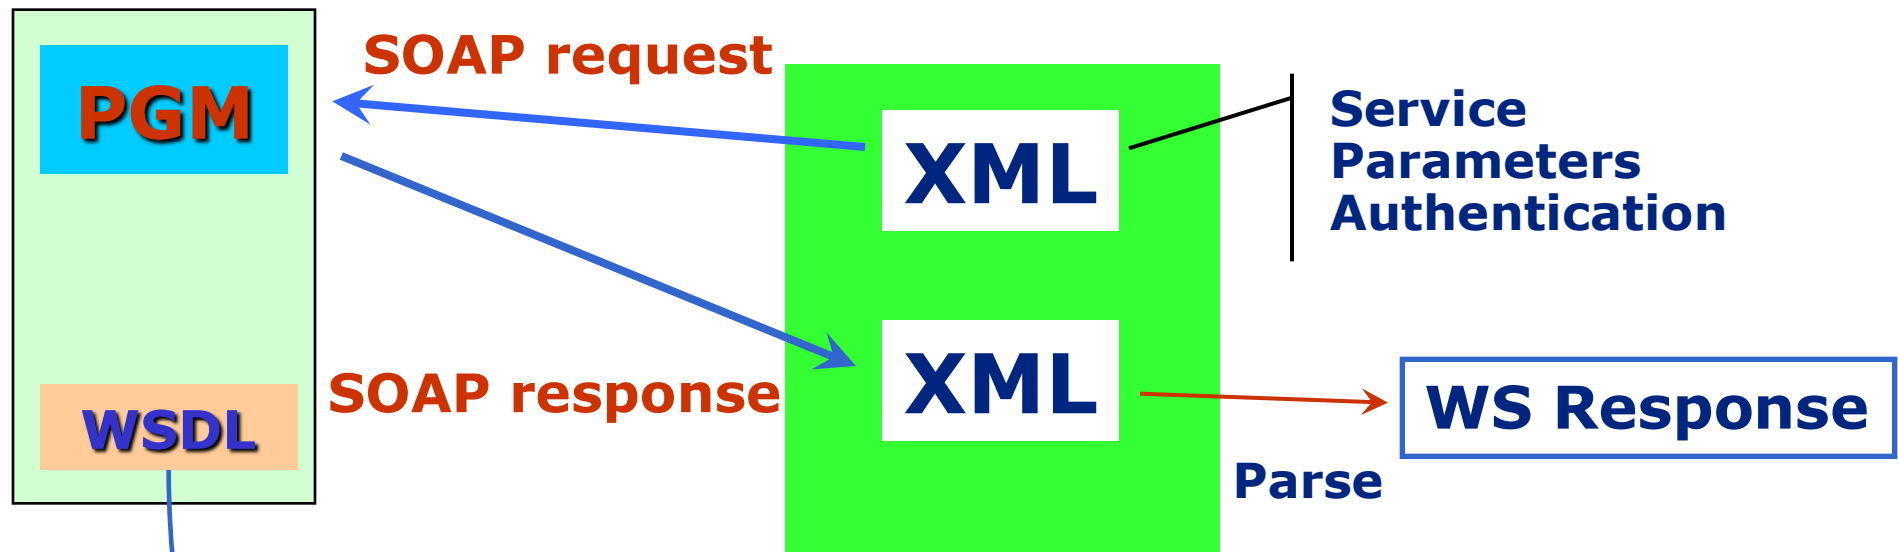 SOAP request
PGM
XML
Service
Parameters
Authentication
XML
SOAP response
WS Response
WSDL
Parse